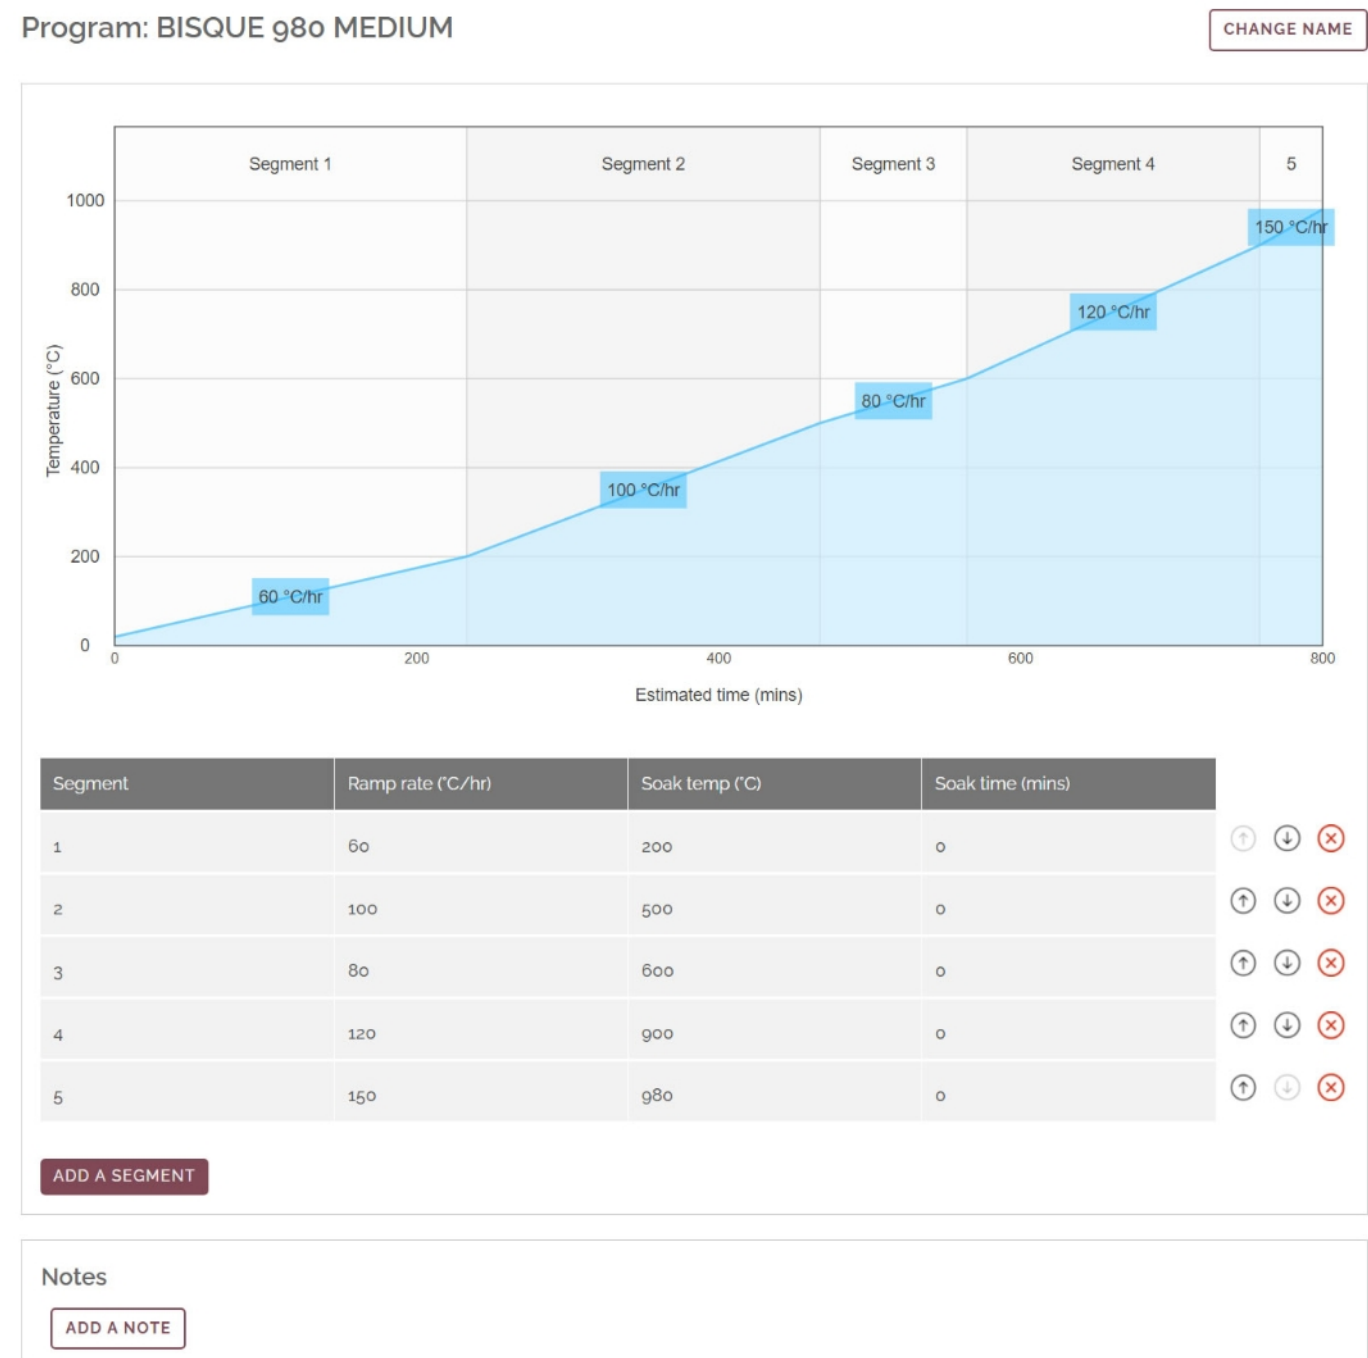 Program: BISQUE 980 MEDIUM
CHANGE NAME
Segment 1 Segment 2 Segment 3 Segment 4 5
1000
150 °C/hr
800
120 °C/hr
600
80 °C/hr
Temperature (°C)
400
100 °C/hr
200
60 °C/hr
0
0 200 400 600 800
Estimated time (mins)
Segment Ramp rate (°C/hr) Soak temp (°C) Soak time (mins)
1 60 200 0
2 100 500 0
3 80 600 0
4 120 900 0
5 150 980 0
ADD A SEGMENT
Notes
ADD A NOTE